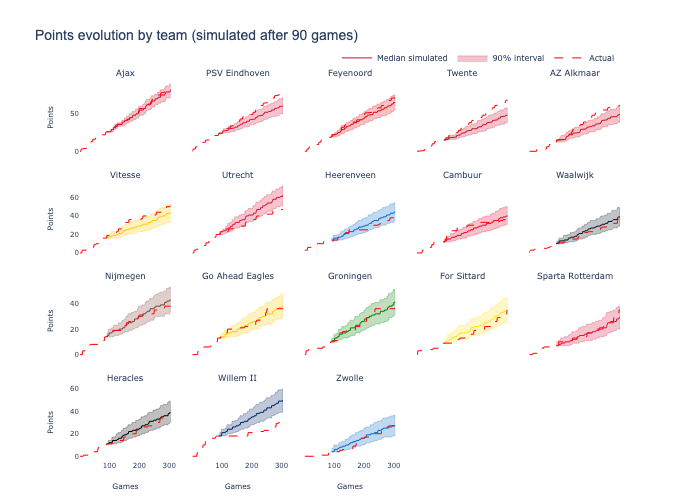 Points evolution by team (simulated after 90 games)
Median simulated 90% interval Actual
Ajax PSV Eindhoven Feyenoord Twente AZ Alkmaar
Points
50
0
Vitesse Utrecht Heerenveen Cambuur Waalwijk
Points
60
40
20
0
Nijmegen Go Ahead Eagles Groningen For Sittard Sparta Rotterdam
Points
40
20
0
Heracles Willem II Zwolle
Points
60
40
20
0
100 200 300 100 200 300 100 200 300
Games Games